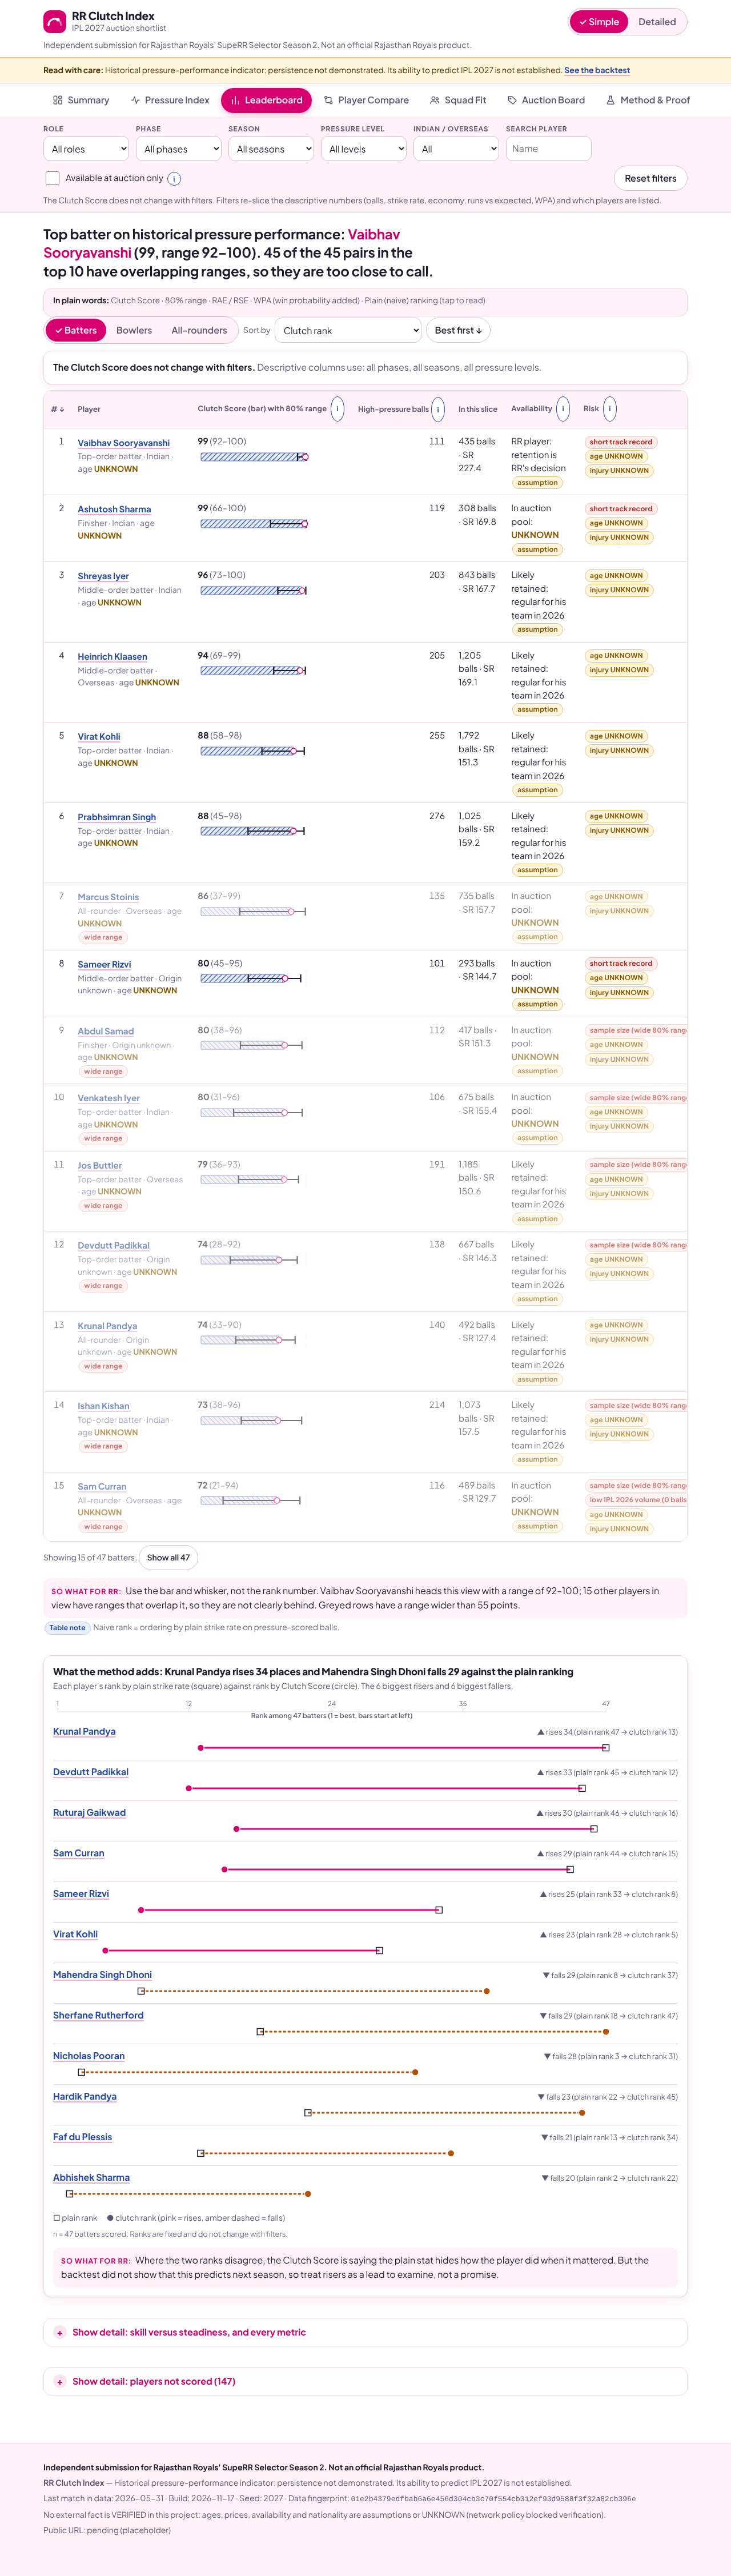 RR Clutch Index
IPL 2027 auction shortlist
✓ Simple Detailed
Independent submission for Rajasthan Royals' SupeRR Selector Season 2. Not an official Rajasthan Royals product.
Read with care: Historical pressure-performance indicator; persistence not demonstrated. Its ability to predict IPL 2027 is not established. See the backtest
Summary Pressure Index Leaderboard Player Compare Squad Fit Auction Board Method & Proof
ROLE PHASE SEASON PRESSURE LEVEL INDIAN / OVERSEAS SEARCH PLAYER
All roles All phases All seasons All levels All Name
Available at auction only i
Reset filters
The Clutch Score does not change with filters. Filters re-slice the descriptive numbers (balls, strike rate, economy, runs vs expected, WPA) and which players are listed.
Top batter on historical pressure performance: Vaibhav
Sooryavanshi (99, range 92–100). 45 of the 45 pairs in the
top 10 have overlapping ranges, so they are too close to call.
In plain words: Clutch Score · 80% range · RAE / RSE · WPA (win probability added) · Plain (naive) ranking (tap to read)
✓ Batters Bowlers All-rounders Sort by Clutch rank Best first ↓
The Clutch Score does not change with filters. Descriptive columns use: all phases, all seasons, all pressure levels.
# ↓ Player Clutch Score (bar) with 80% range i High-pressure balls i In this slice Availability i Risk i
1 Vaibhav Sooryavanshi 99 (92–100) 111 435 balls RR player: short track record
Top-order batter · Indian · · SR retention is age UNKNOWN
age UNKNOWN 227.4 RR's decision injury UNKNOWN
assumption
2 Ashutosh Sharma 99 (66–100) 119 308 balls In auction short track record
Finisher · Indian · age · SR 169.8 pool: age UNKNOWN
UNKNOWN UNKNOWN injury UNKNOWN
assumption
3 Shreyas Iyer 96 (73–100) 203 843 balls Likely age UNKNOWN
Middle-order batter · Indian · SR 167.7 retained: injury UNKNOWN
· age UNKNOWN regular for his
team in 2026
assumption
4 Heinrich Klaasen 94 (69–99) 205 1,205 Likely age UNKNOWN
Middle-order batter · balls · SR retained: injury UNKNOWN
Overseas · age UNKNOWN 169.1 regular for his
team in 2026
assumption
5 Virat Kohli 88 (58–98) 255 1,792 Likely age UNKNOWN
Top-order batter · Indian · balls · SR retained: injury UNKNOWN
age UNKNOWN 151.3 regular for his
team in 2026
assumption
6 Prabhsimran Singh 88 (45–98) 276 1,025 Likely age UNKNOWN
Top-order batter · Indian · balls · SR retained: injury UNKNOWN
age UNKNOWN 159.2 regular for his
team in 2026
assumption
7 Marcus Stoinis 86 (37–99) 135 735 balls In auction age UNKNOWN
All-rounder · Overseas · age · SR 157.7 pool: injury UNKNOWN
UNKNOWN UNKNOWN
wide range assumption
8 Sameer Rizvi 80 (45–95) 101 293 balls In auction short track record
Middle-order batter · Origin · SR 144.7 pool: age UNKNOWN
unknown · age UNKNOWN UNKNOWN injury UNKNOWN
assumption
9 Abdul Samad 80 (38–96) 112 417 balls · In auction sample size (wide 80% rang
Finisher · Origin unknown · SR 151.3 pool: age UNKNOWN
age UNKNOWN UNKNOWN injury UNKNOWN
wide range assumption
10 Venkatesh Iyer 80 (31–96) 106 675 balls In auction sample size (wide 80% rang
Top-order batter · Indian · · SR 155.4 pool: age UNKNOWN
age UNKNOWN UNKNOWN injury UNKNOWN
wide range assumption
11 Jos Buttler 79 (36–93) 191 1,185 Likely sample size (wide 80% rang
Top-order batter · Overseas balls · SR retained: age UNKNOWN
· age UNKNOWN 150.6 regular for his injury UNKNOWN
wide range team in 2026
assumption
12 Devdutt Padikkal 74 (28–92) 138 667 balls Likely sample size (wide 80% rang
Top-order batter · Origin · SR 146.3 retained: age UNKNOWN
unknown · age UNKNOWN regular for his injury UNKNOWN
wide range team in 2026
assumption
13 Krunal Pandya 74 (33–90) 140 492 balls Likely age UNKNOWN
All-rounder · Origin · SR 127.4 retained: injury UNKNOWN
unknown · age UNKNOWN regular for his
wide range team in 2026
assumption
14 Ishan Kishan 73 (38–96) 214 1,073 Likely sample size (wide 80% rang
Top-order batter · Indian · balls · SR retained: age UNKNOWN
age UNKNOWN 157.5 regular for his injury UNKNOWN
wide range team in 2026
assumption
15 Sam Curran 72 (21–94) 116 489 balls In auction sample size (wide 80% rang
All-rounder · Overseas · age · SR 129.7 pool: low IPL 2026 volume (0 balls
UNKNOWN UNKNOWN age UNKNOWN
wide range assumption injury UNKNOWN
Showing 15 of 47 batters. Show all 47
SO WHAT FOR RR: Use the bar and whisker, not the rank number. Vaibhav Sooryavanshi heads this view with a range of 92–100; 15 other players in
view have ranges that overlap it, so they are not clearly behind. Greyed rows have a range wider than 55 points.
Table note Naive rank = ordering by plain strike rate on pressure-scored balls.
What the method adds: Krunal Pandya rises 34 places and Mahendra Singh Dhoni falls 29 against the plain ranking
Each player's rank by plain strike rate (square) against rank by Clutch Score (circle). The 6 biggest risers and 6 biggest fallers.
1 12 24 35 47
Rank among 47 batters (1 = best, bars start at left)
Krunal Pandya ▲ rises 34 (plain rank 47 → clutch rank 13)
Devdutt Padikkal ▲ rises 33 (plain rank 45 → clutch rank 12)
Ruturaj Gaikwad ▲ rises 30 (plain rank 46 → clutch rank 16)
Sam Curran ▲ rises 29 (plain rank 44 → clutch rank 15)
Sameer Rizvi ▲ rises 25 (plain rank 33 → clutch rank 8)
Virat Kohli ▲ rises 23 (plain rank 28 → clutch rank 5)
Mahendra Singh Dhoni ▼ falls 29 (plain rank 8 → clutch rank 37)
Sherfane Rutherford ▼ falls 29 (plain rank 18 → clutch rank 47)
Nicholas Pooran ▼ falls 28 (plain rank 3 → clutch rank 31)
Hardik Pandya ▼ falls 23 (plain rank 22 → clutch rank 45)
Faf du Plessis ▼ falls 21 (plain rank 13 → clutch rank 34)
Abhishek Sharma ▼ falls 20 (plain rank 2 → clutch rank 22)
□ plain rank ● clutch rank (pink = rises, amber dashed = falls)
n = 47 batters scored. Ranks are fixed and do not change with filters.
SO WHAT FOR RR: Where the two ranks disagree, the Clutch Score is saying the plain stat hides how the player did when it mattered. But the
backtest did not show that this predicts next season, so treat risers as a lead to examine, not a promise.
+ Show detail: skill versus steadiness, and every metric
+ Show detail: players not scored (147)
Independent submission for Rajasthan Royals' SupeRR Selector Season 2. Not an official Rajasthan Royals product.
RR Clutch Index — Historical pressure-performance indicator; persistence not demonstrated. Its ability to predict IPL 2027 is not established.
Last match in data: 2026-05-31 · Build: 2026-11-17 · Seed: 2027 · Data fingerprint: 01e2b4379edfbab6a6e456d304cb3c70f554cb312ef93d9588f3f32a82cb396e
No external fact is VERIFIED in this project: ages, prices, availability and nationality are assumptions or UNKNOWN (network policy blocked verification).
Public URL: pending (placeholder)